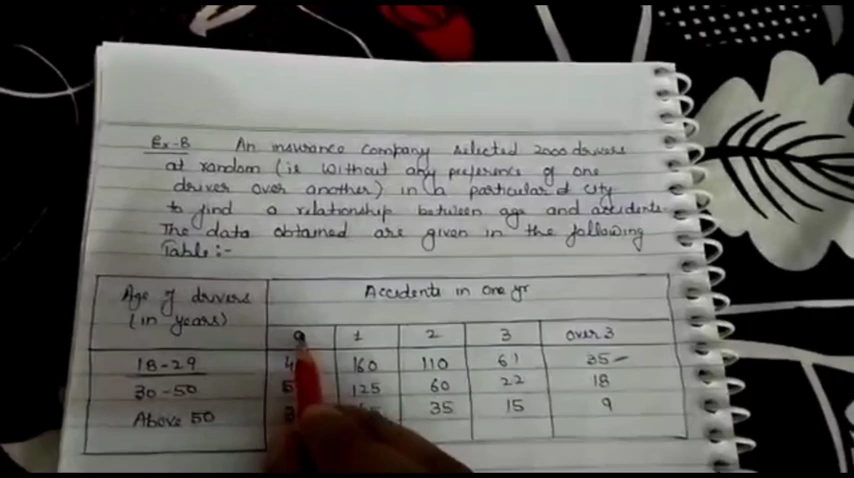 Ex-8 An insurance company selected 2000 drivers
at random (ie without any preference of one
driver over another) in a particular d city
to find a relationship between age and accidents.
The data obtained are given in the following
Table:-
Age of drivers Accidents in one yr
(in years)
1 2 3 over 3
18-29 160 110 61 35
30-50 125 60 22 18
Above 50 35 15 9